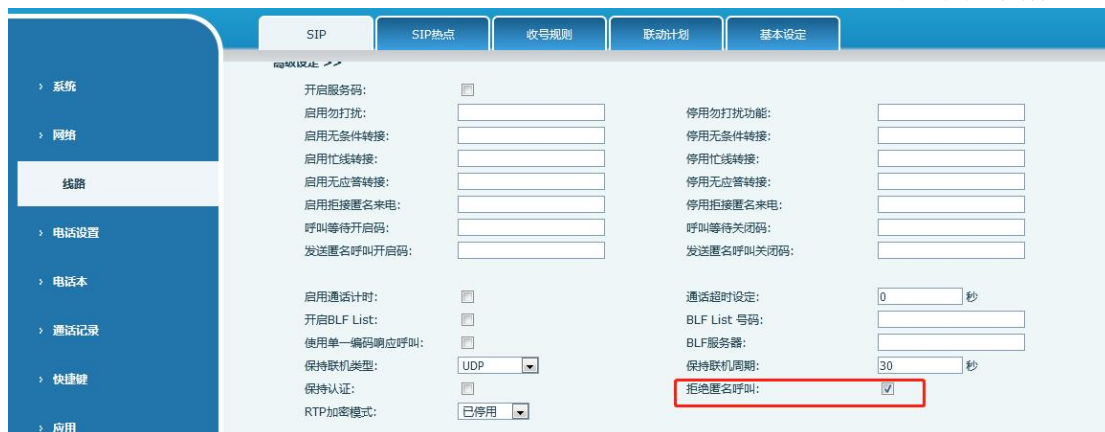 SIP SIP热点 收号规则 联动计划 基本设定
高级设定 >>
› 系统
› 网络
线路
› 电话设置
› 电话本
› 通话记录
› 快捷键
› 应用
开启服务码:
启用勿打扰: 停用勿打扰功能:
启用无条件转接: 停用无条件转接:
启用忙线转接: 停用忙线转接:
启用无应答转接: 停用无应答转接:
启用拒接匿名来电: 停用拒接匿名来电:
呼叫等待开启码: 呼叫等待关闭码:
发送匿名呼叫开启码: 发送匿名呼叫关闭码:
启用通话计时: 通话超时设定: 0 秒
开启BLF List: BLF List 号码:
使用单一编码响应呼叫: BLF服务器:
保持联机类型: UDP 保持联机周期: 30 秒
保持认证: 拒绝匿名呼叫:
RTP加密模式: 已停用